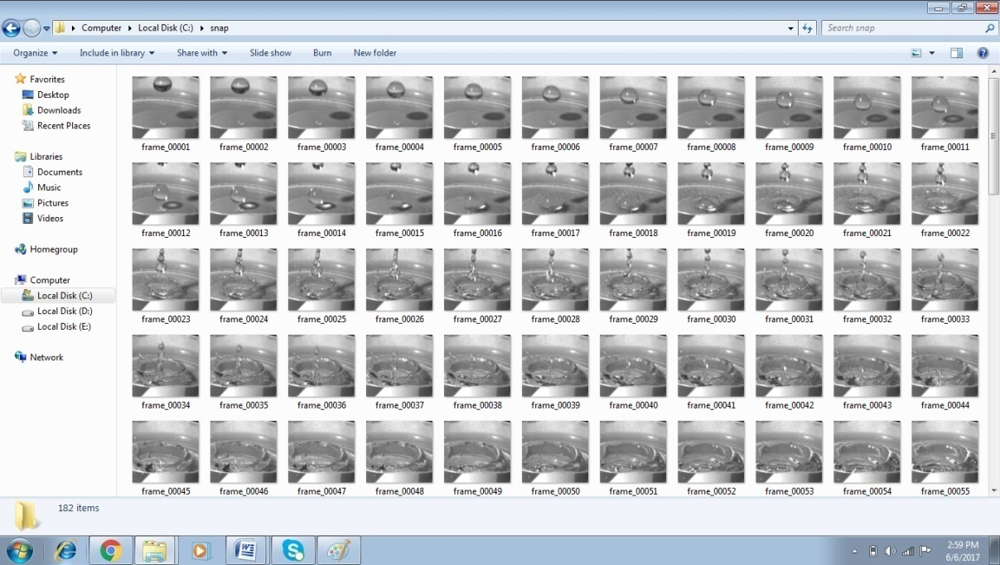 Computer Local Disk (C:) snap
Search snap
Organize Include in library Share with Slide show Burn New folder
Favorites
Desktop
Downloads
Recent Places
Libraries
Documents
Music
Pictures
Videos
Homegroup
Computer
Local Disk (C:)
Local Disk (D:)
Local Disk (E:)
Network
frame_00001 frame_00002 frame_00003 frame_00004 frame_00005 frame_00006 frame_00007 frame_00008 frame_00009 frame_00010 frame_00011
frame_00012 frame_00013 frame_00014 frame_00015 frame_00016 frame_00017 frame_00018 frame_00019 frame_00020 frame_00021 frame_00022
frame_00023 frame_00024 frame_00025 frame_00026 frame_00027 frame_00028 frame_00029 frame_00030 frame_00031 frame_00032 frame_00033
frame_00034 frame_00035 frame_00036 frame_00037 frame_00038 frame_00039 frame_00040 frame_00041 frame_00042 frame_00043 frame_00044
frame_00045 frame_00046 frame_00047 frame_00048 frame_00049 frame_00050 frame_00051 frame_00052 frame_00053 frame_00054 frame_00055
182 items
2:59 PM
6/6/2017